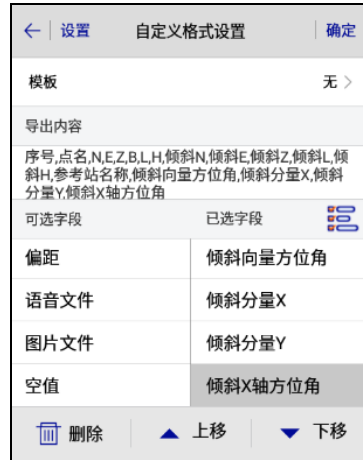 ← 设置 自定义格式设置 确定
模板 无 >
导出内容
序号,点名,N,E,Z,B,L,H,倾斜N,倾斜E,倾斜Z,倾斜L,倾
斜H,参考站名称,倾斜向量方位角,倾斜分量X,倾斜
分量Y,倾斜X轴方位角
可选字段 已选字段
偏距 倾斜向量方位角
语音文件 倾斜分量X
图片文件 倾斜分量Y
空值 倾斜X轴方位角
删除 上移 下移